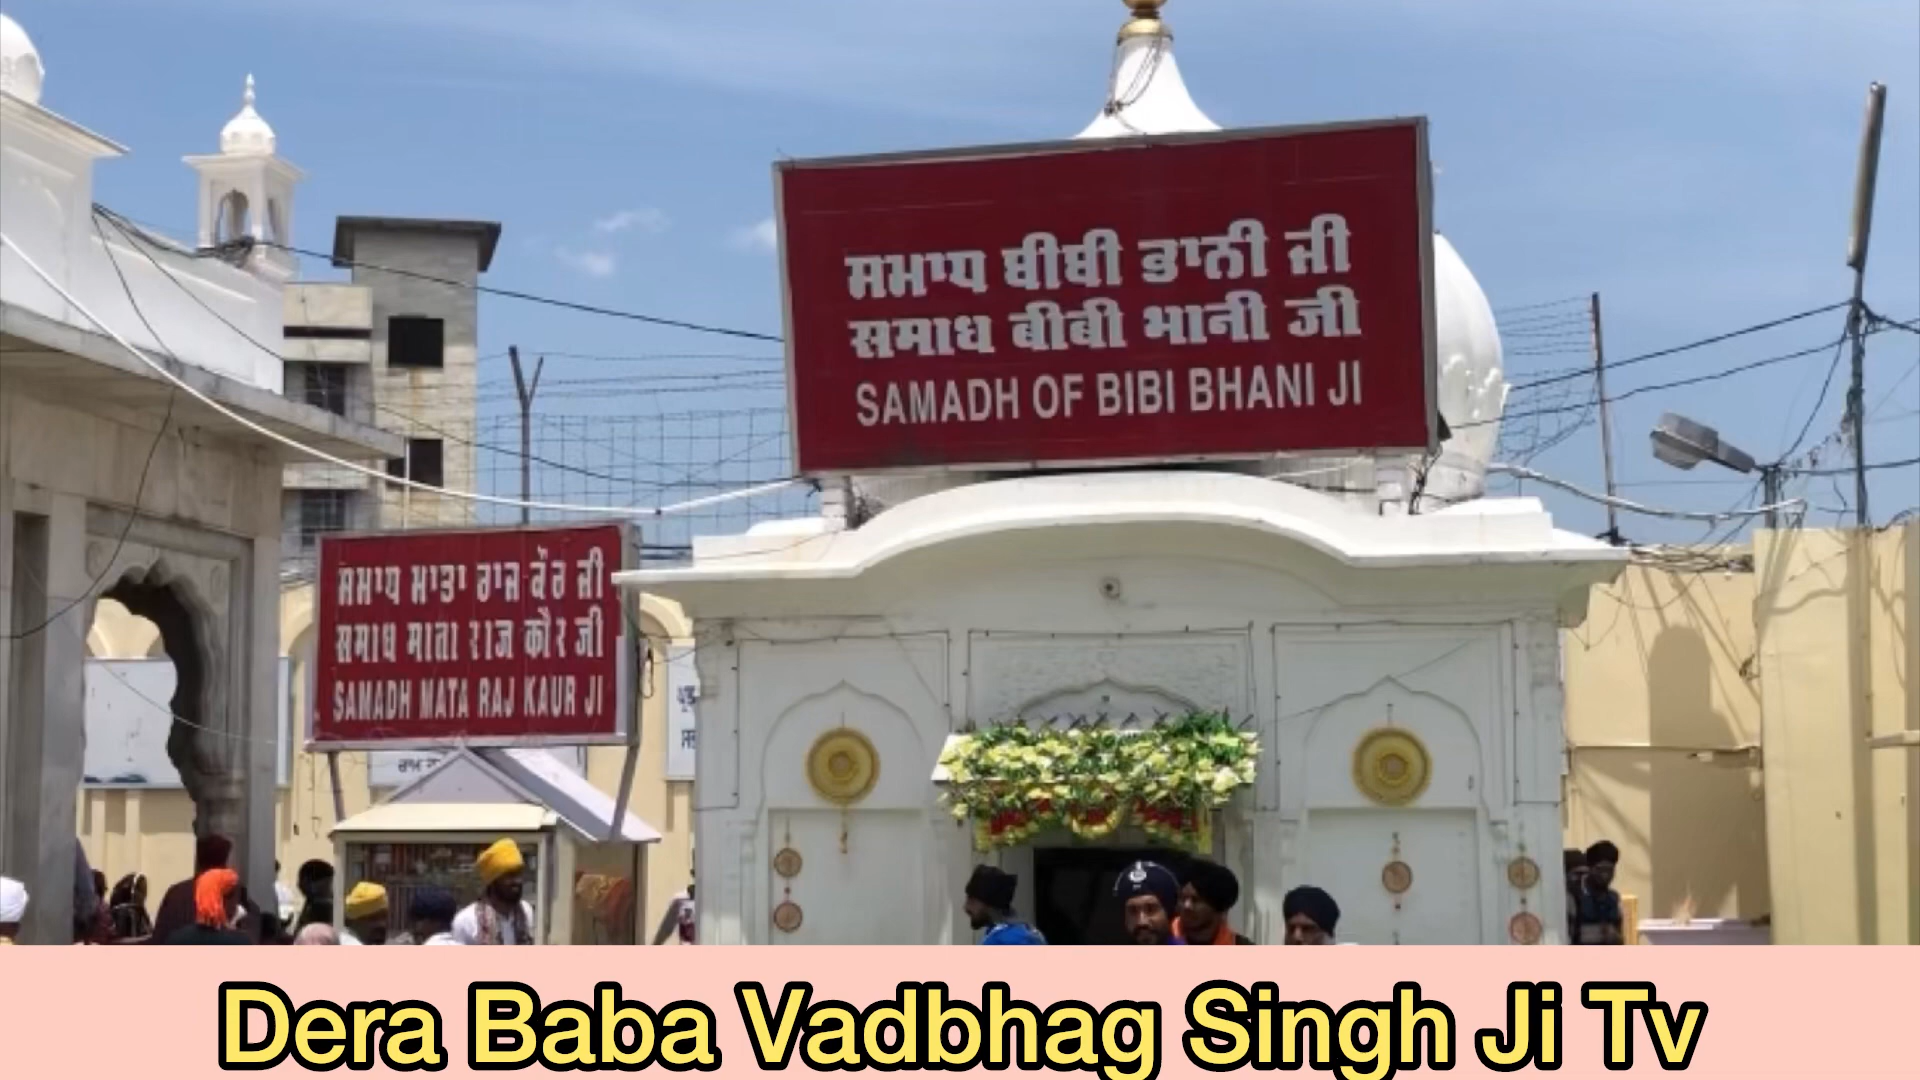 ਸਮਾਧ ਬੀਬੀ ਭਾਨੀ ਜੀ
समाध बीबी भानी जी
SAMADH OF BIBI BHANI JI
ਸਮਾਧ ਮਾਤਾ ਰਾਜ ਕੌਰ ਜੀ
समाध माता राज कौर जी
SAMADH MATA RAJ KAUR JI
Dera Baba Vadbhag Singh Ji Tv